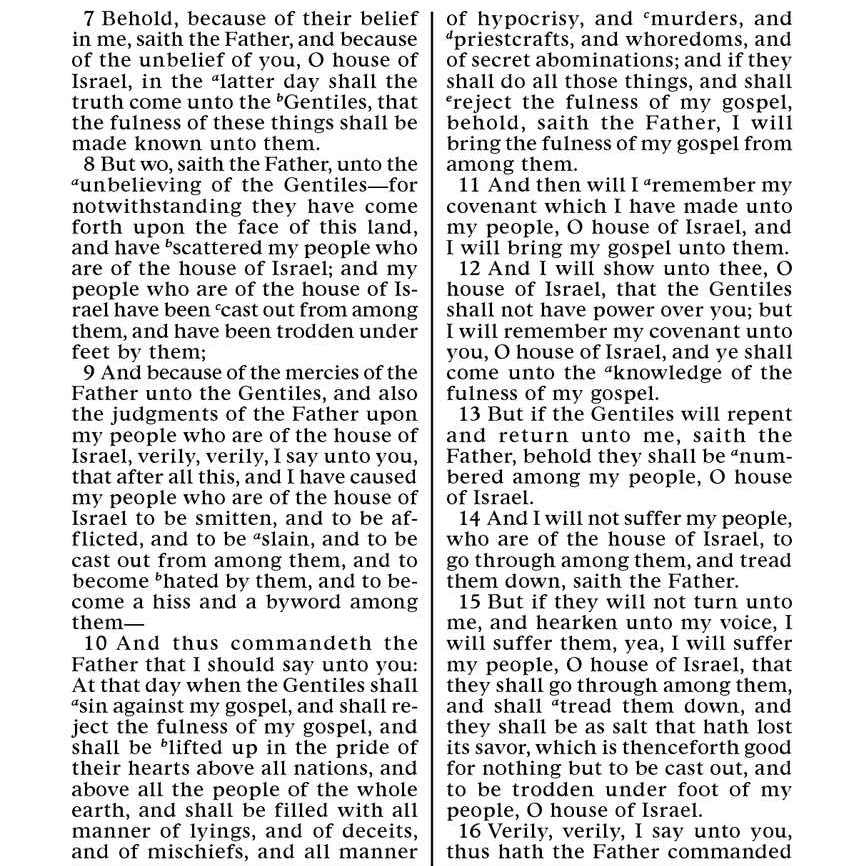 7 Behold, because of their belief
in me, saith the Father, and because
of the unbelief of you, O house of
Israel, in the ᵃlatter day shall the
truth come unto the ᵇGentiles, that
the fulness of these things shall be
made known unto them.
8 But wo, saith the Father, unto the
ᵃunbelieving of the Gentiles—for
notwithstanding they have come
forth upon the face of this land,
and have ᵇscattered my people who
are of the house of Israel; and my
people who are of the house of Is-
rael have been ᶜcast out from among
them, and have been trodden under
feet by them;
9 And because of the mercies of the
Father unto the Gentiles, and also
the judgments of the Father upon
my people who are of the house of
Israel, verily, verily, I say unto you,
that after all this, and I have caused
my people who are of the house of
Israel to be smitten, and to be af-
flicted, and to be ᵃslain, and to be
cast out from among them, and to
become ᵇhated by them, and to be-
come a hiss and a byword among
them—
10 And thus commandeth the
Father that I should say unto you:
At that day when the Gentiles shall
ᵃsin against my gospel, and shall re-
ject the fulness of my gospel, and
shall be ᵇlifted up in the pride of
their hearts above all nations, and
above all the people of the whole
earth, and shall be filled with all
manner of lyings, and of deceits,
and of mischiefs, and all manner
of hypocrisy, and ᶜmurders, and
ᵈpriestcrafts, and whoredoms, and
of secret abominations; and if they
shall do all those things, and shall
ᵉreject the fulness of my gospel,
behold, saith the Father, I will
bring the fulness of my gospel from
among them.
11 And then will I ᵃremember my
covenant which I have made unto
my people, O house of Israel, and
I will bring my gospel unto them.
12 And I will show unto thee, O
house of Israel, that the Gentiles
shall not have power over you; but
I will remember my covenant unto
you, O house of Israel, and ye shall
come unto the ᵃknowledge of the
fulness of my gospel.
13 But if the Gentiles will repent
and return unto me, saith the
Father, behold they shall be ᵃnum-
bered among my people, O house
of Israel.
14 And I will not suffer my people,
who are of the house of Israel, to
go through among them, and tread
them down, saith the Father.
15 But if they will not turn unto
me, and hearken unto my voice, I
will suffer them, yea, I will suffer
my people, O house of Israel, that
they shall go through among them,
and shall ᵃtread them down, and
they shall be as salt that hath lost
its savor, which is thenceforth good
for nothing but to be cast out, and
to be trodden under foot of my
people, O house of Israel.
16 Verily, verily, I say unto you,
thus hath the Father commanded